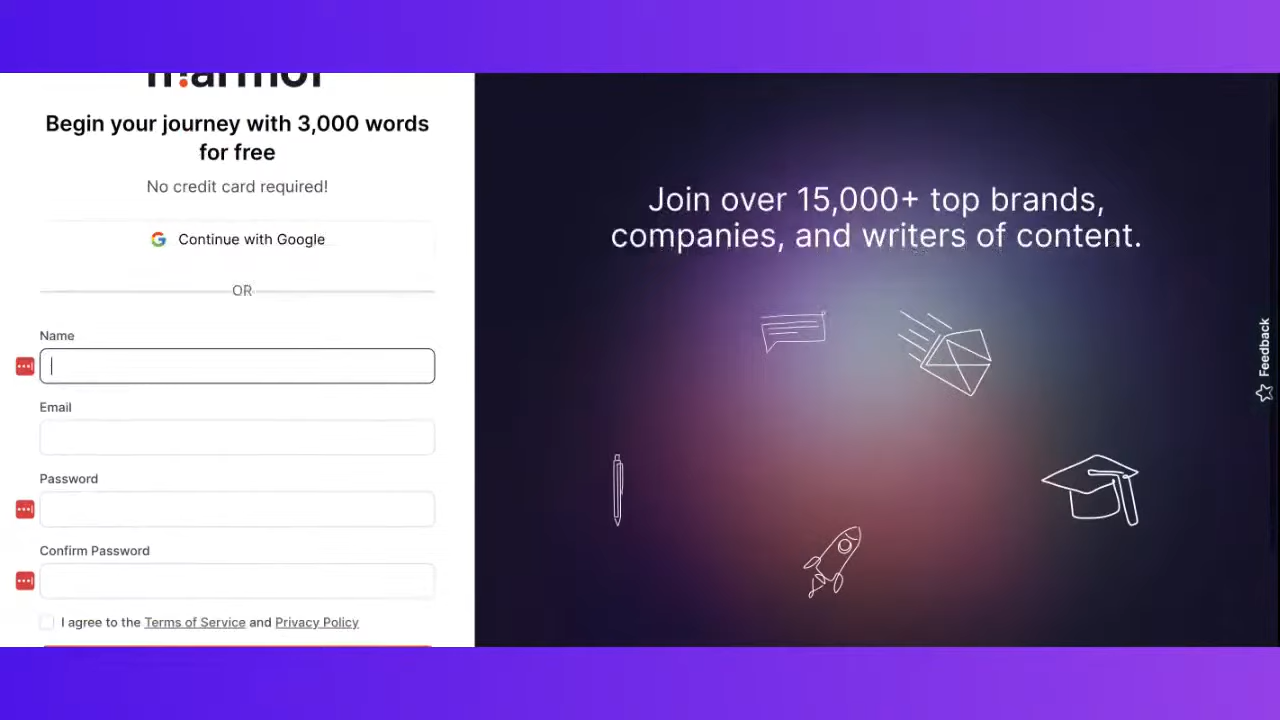 Begin your journey with 3,000 words
for free
No credit card required!
Continue with Google
OR
Name
Email
Password
Confirm Password
I agree to the Terms of Service and Privacy Policy
Join over 15,000+ top brands,
companies, and writers of content.
Feedback